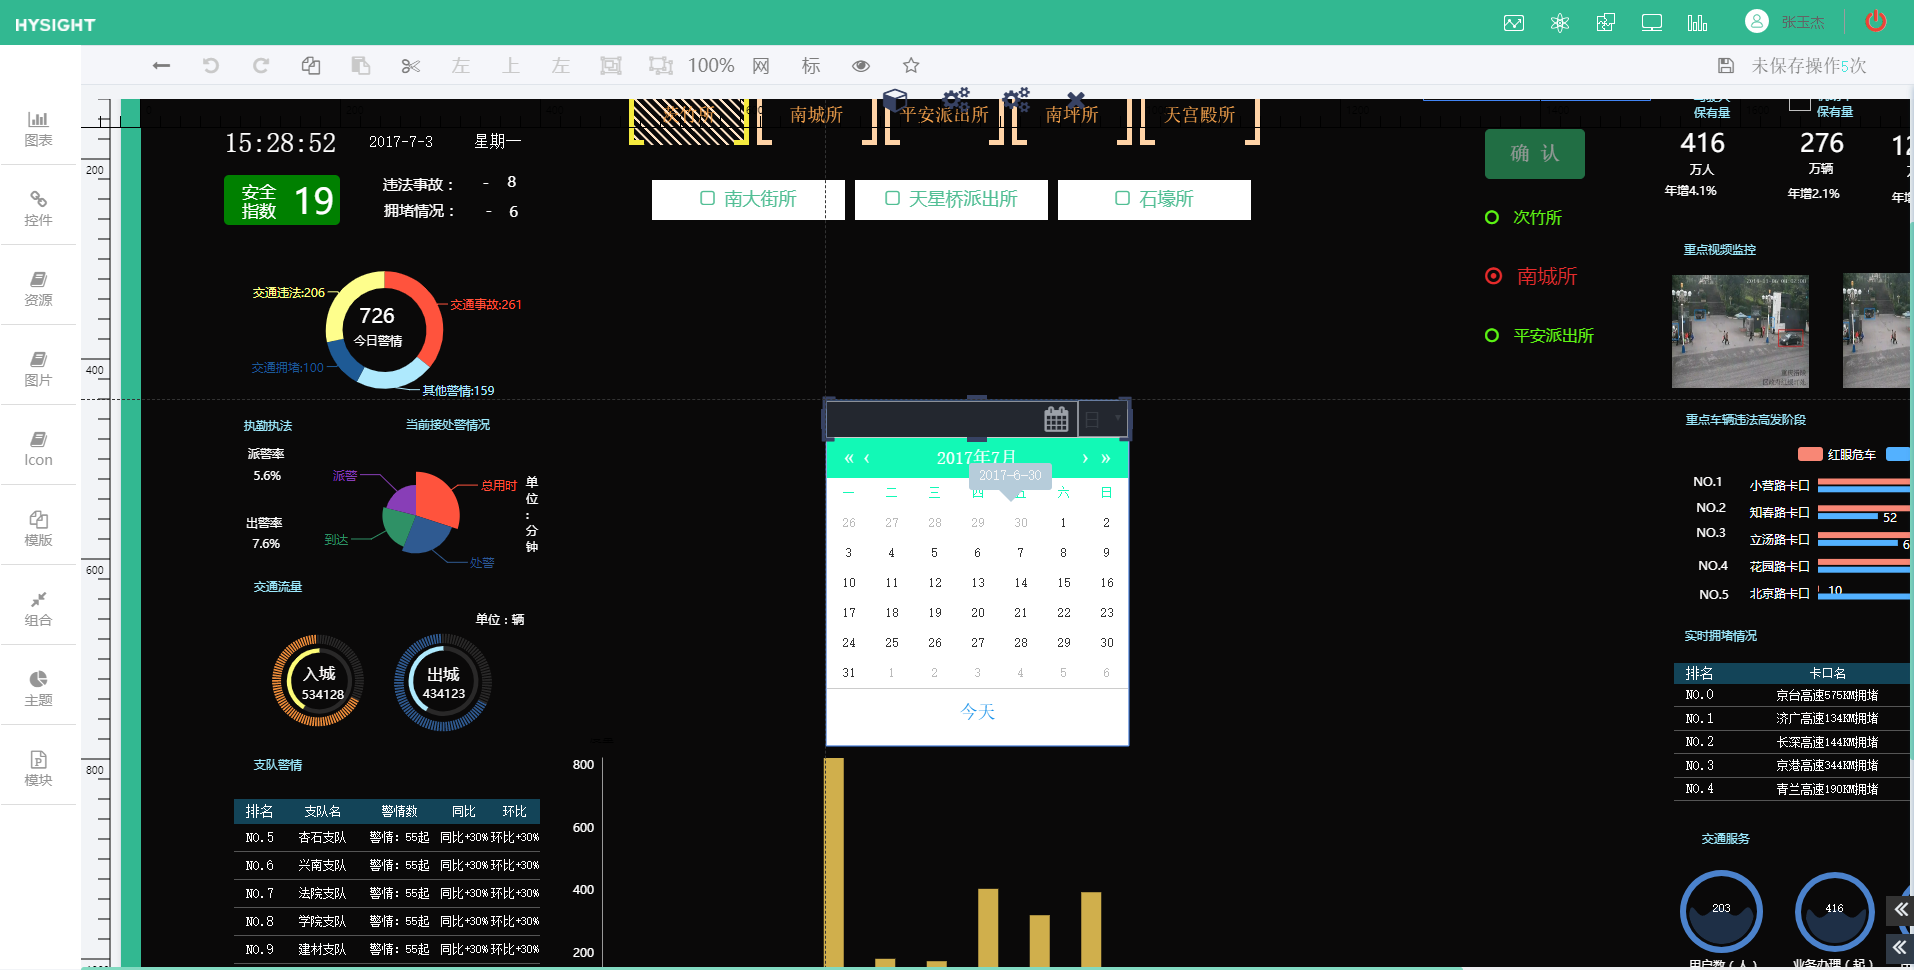 HYSIGHT
张玉杰
左 上 左 100% 网 标
未保存操作5次
图表
控件
资源
图片
Icon
模版
组合
主题
模块
200
400
600
800
15:28:52 2017-7-3 星期一
安全指数 19
违法事故： - 8
拥堵情况： - 6
次竹所 南城所 平安派出所 南坪所 天宫殿所
南大街所 天星桥派出所 石壕所
确 认
次竹所
南城所
平安派出所
保有量 保有量
416 276
万人 万辆
年增4.1% 年增2.1%
重点视频监控
交通违法:206
交通事故:261
726
今日警情
交通拥堵:100
其他警情:159
执勤执法
当前接处警情况
派警率
5.6%
出警率
7.6%
派警
总用时
到达
处警
单位：分钟
交通流量
单位：辆
入城
534128
出城
434123
日
2017年7月
2017-6-30
一 二 三 四 五 六 日
26 27 28 29 30 1 2
3 4 5 6 7 8 9
10 11 12 13 14 15 16
17 18 19 20 21 22 23
24 25 26 27 28 29 30
31 1 2 3 4 5 6
今天
重点车辆违法高发阶段
红眼危车
NO.1 小营路卡口
NO.2 知春路卡口 52
NO.3 立汤路卡口 6
NO.4 花园路卡口
NO.5 北京路卡口 10
实时拥堵情况
排名 卡口名
NO.0 京台高速575KM拥堵
NO.1 济广高速134KM拥堵
NO.2 长深高速144KM拥堵
NO.3 京港高速344KM拥堵
NO.4 青兰高速190KM拥堵
支队警情
排名 支队名 警情数 同比 环比
NO.5 杏石支队 警情：55起 同比+30% 环比+30%
NO.6 兴南支队 警情：55起 同比+30% 环比+30%
NO.7 法院支队 警情：55起 同比+30% 环比+30%
NO.8 学院支队 警情：55起 同比+30% 环比+30%
NO.9 建材支队 警情：55起 同比+30% 环比+30%
800
600
400
200
交通服务
203
416
用户数（人） 业务办理（起）